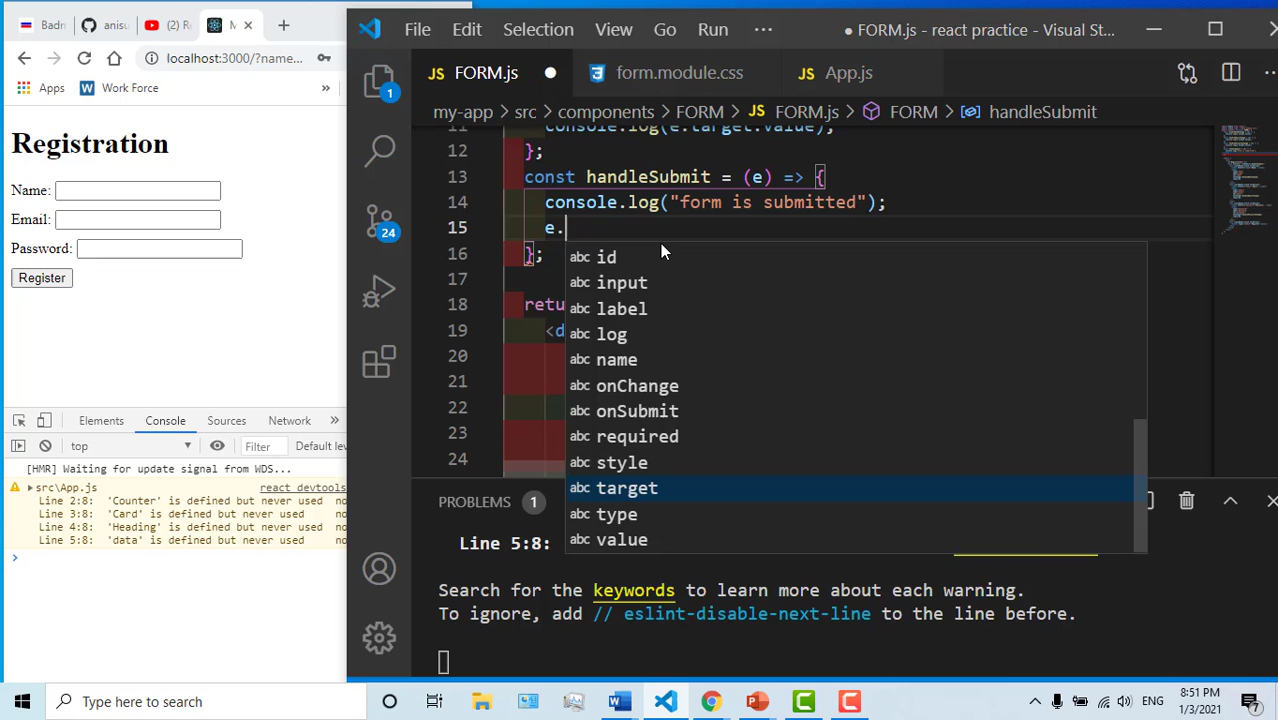 Badr
anisu
(2) Re
M
localhost:3000/?name...
Apps
Work Force
Registration
Name:
Email:
Password:
Register
Elements
Console
Sources
Network
top
Filter
Default leve
[HMR] Waiting for update signal from WDS...
src\App.js
react devtools
Line 2:8: 'Counter' is defined but never used no
Line 3:8: 'Card' is defined but never used no
Line 4:8: 'Heading' is defined but never used no
Line 5:8: 'data' is defined but never used no
File Edit Selection View Go Run ...
● FORM.js - react practice - Visual St...
JS FORM.js
form.module.css
JS App.js
my-app > src > components > FORM > JS FORM.js > FORM > handleSubmit
1
24
11 console.log(e.target.value);
12 };
13 const handleSubmit = (e) => {
14 console.log("form is submitted");
15 e.
16 };
17
18 retu
19 <d
20
21
22
23
24
abc id
abc input
abc label
abc log
abc name
abc onChange
abc onSubmit
abc required
abc style
abc target
abc type
abc value
PROBLEMS 1
Line 5:8:
Search for the keywords to learn more about each warning.
To ignore, add // eslint-disable-next-line to the line before.
Type here to search
ENG
8:51 PM
1/3/2021
7